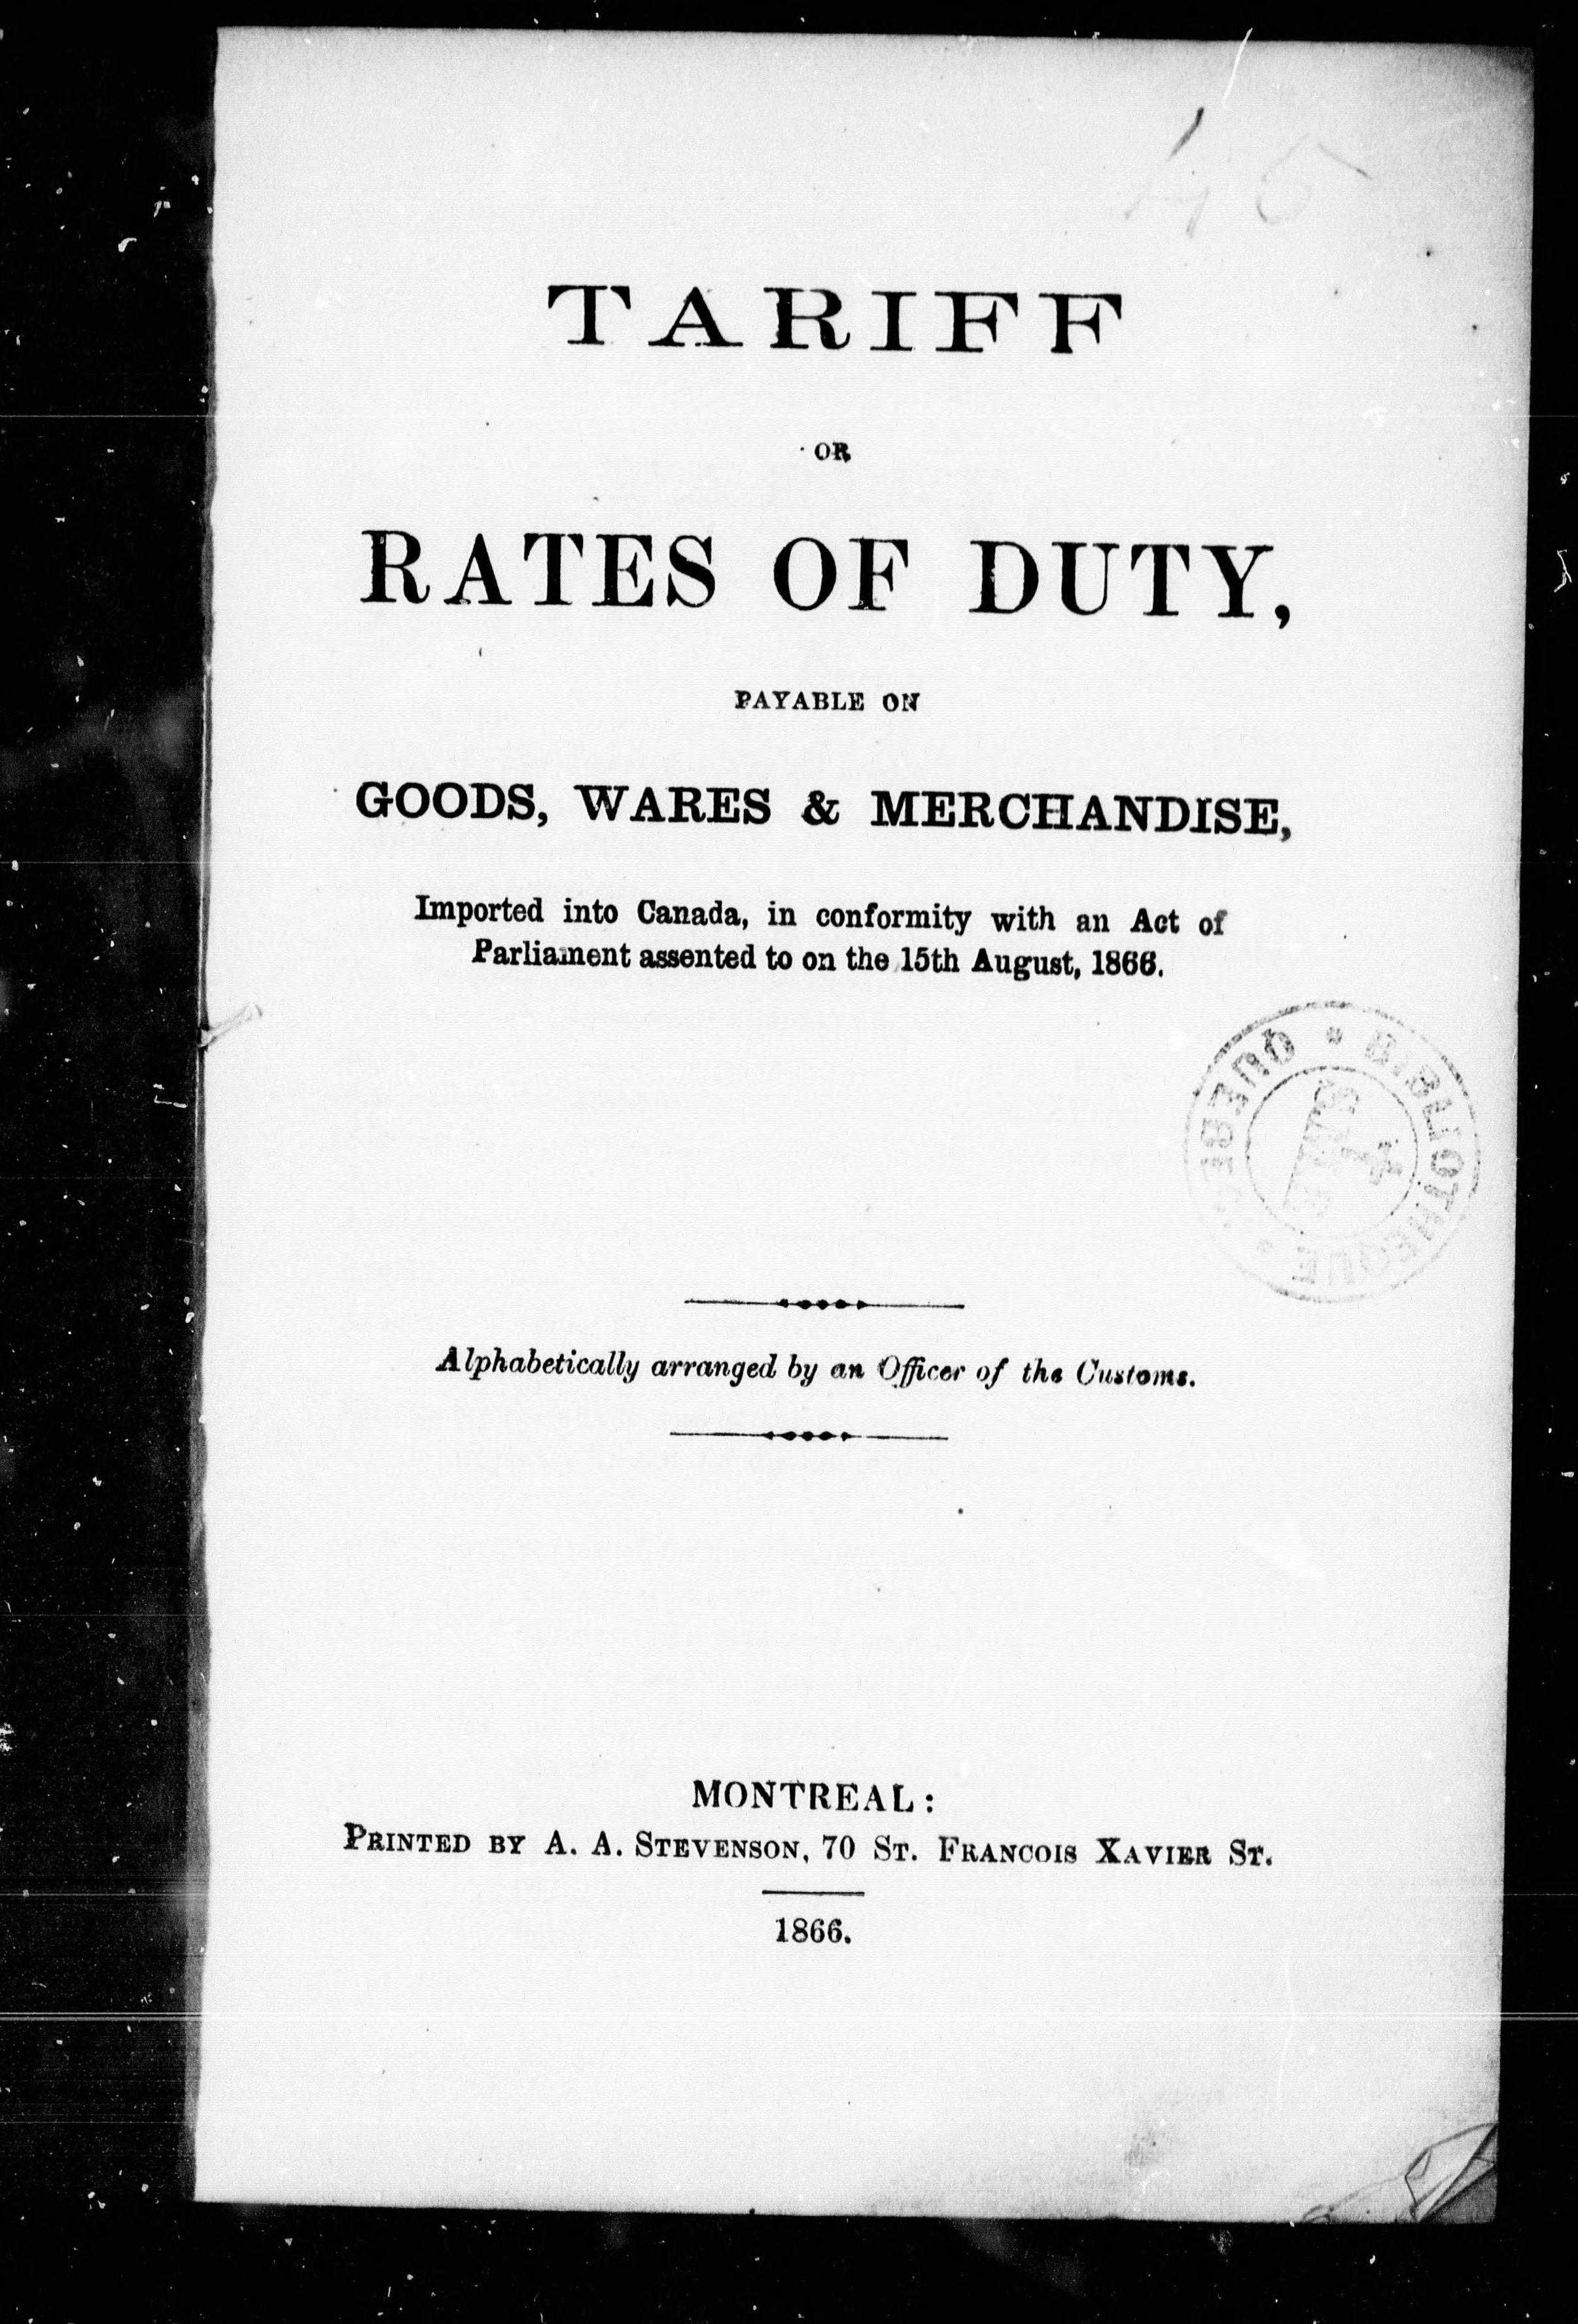 TARIFF
OR
RATES OF DUTY,
PAYABLE ON
GOODS, WARES & MERCHANDISE,
Imported into Canada, in conformity with an Act of
Parliament assented to on the 15th August, 1866.
BIBLIOTHEQUE
QUEBEC
Alphabetically arranged by an Officer of the Customs.
MONTREAL:
PRINTED BY A. A. STEVENSON, 70 ST. FRANCOIS XAVIER ST.
1866.